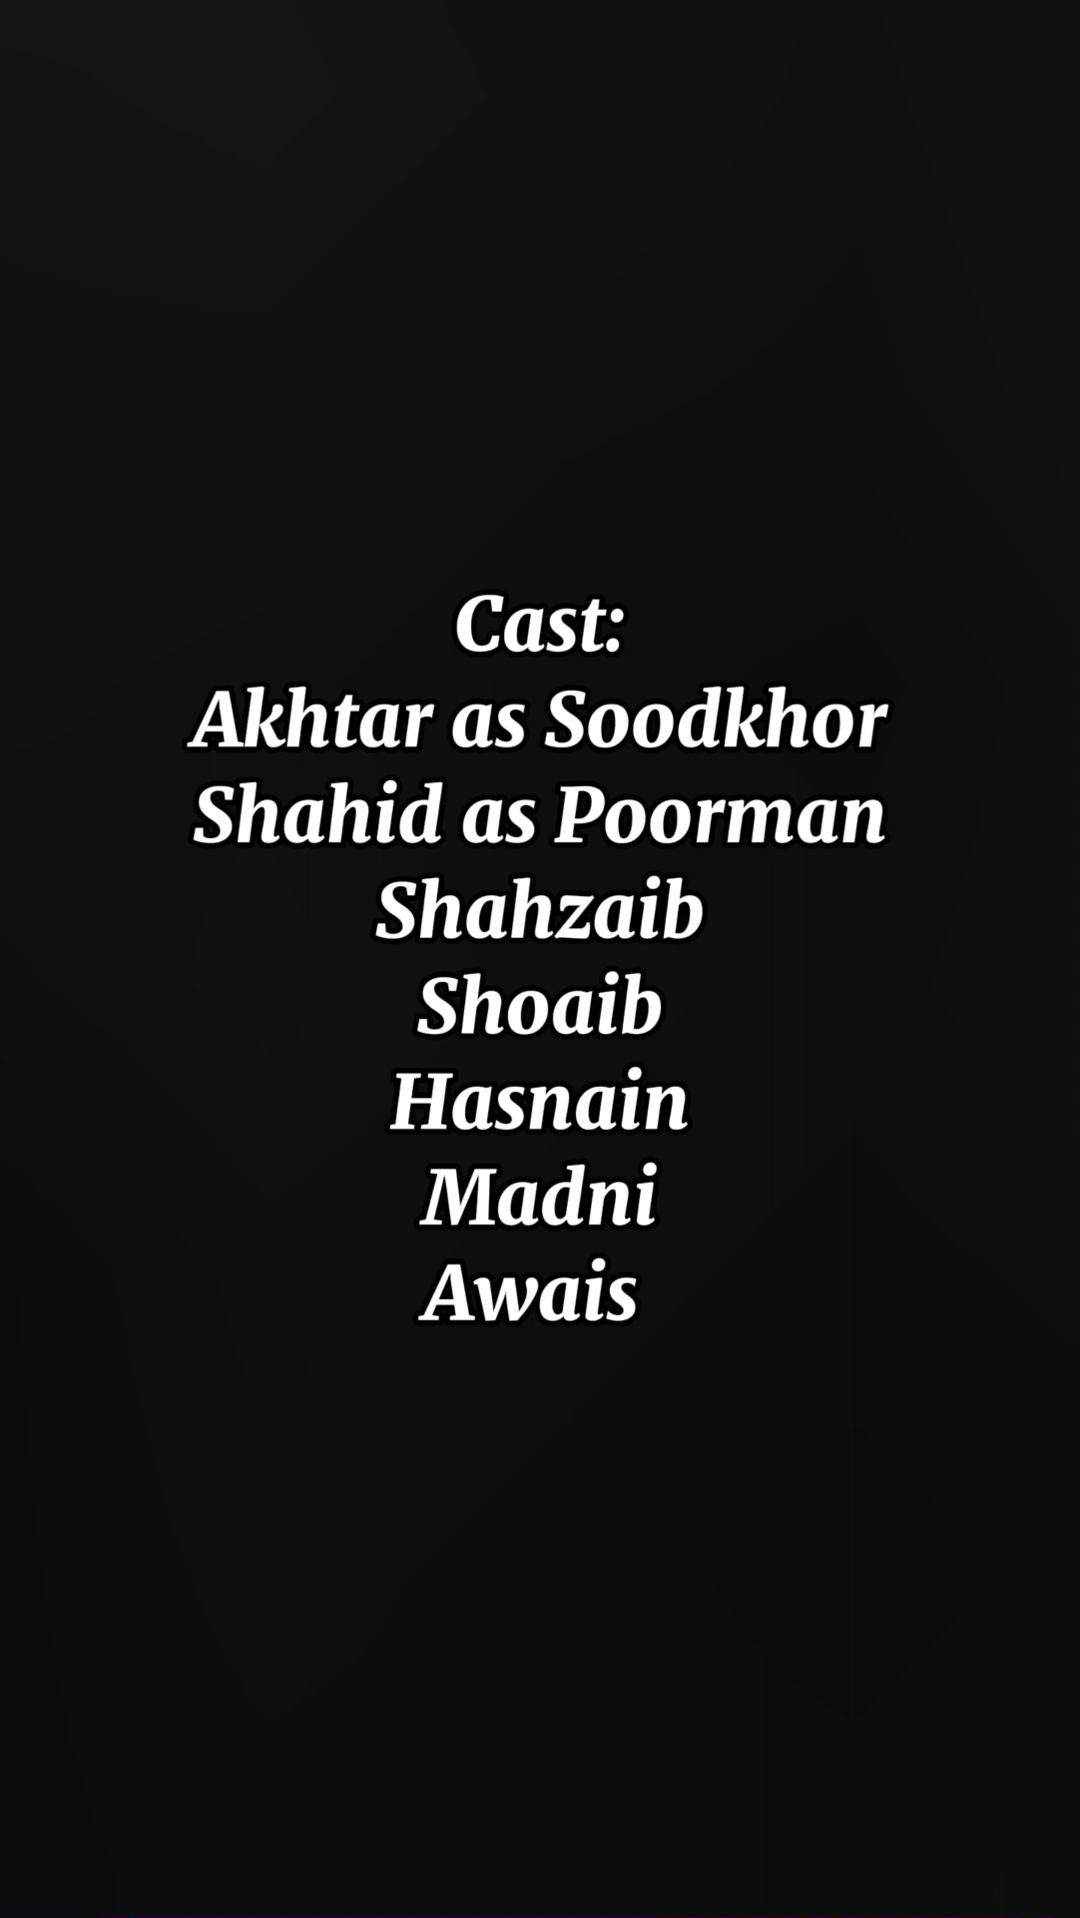 Cast:
Akhtar as Soodkhor
Shahid as Poorman
Shahzaib
Shoaib
Hasnain
Madni
Awais